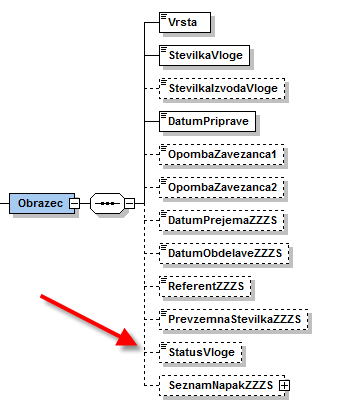 Vrsta
StevilkaVloge
StevilkaIzvodaVloge
DatumPriprave
OpombaZavezanca1
OpombaZavezanca2
Obrazec
DatumPrejemaZZZS
DatumObdelaveZZZS
ReferentZZZS
PrevzemnaStevilkaZZZS
StatusVloge
SeznamNapakZZZS